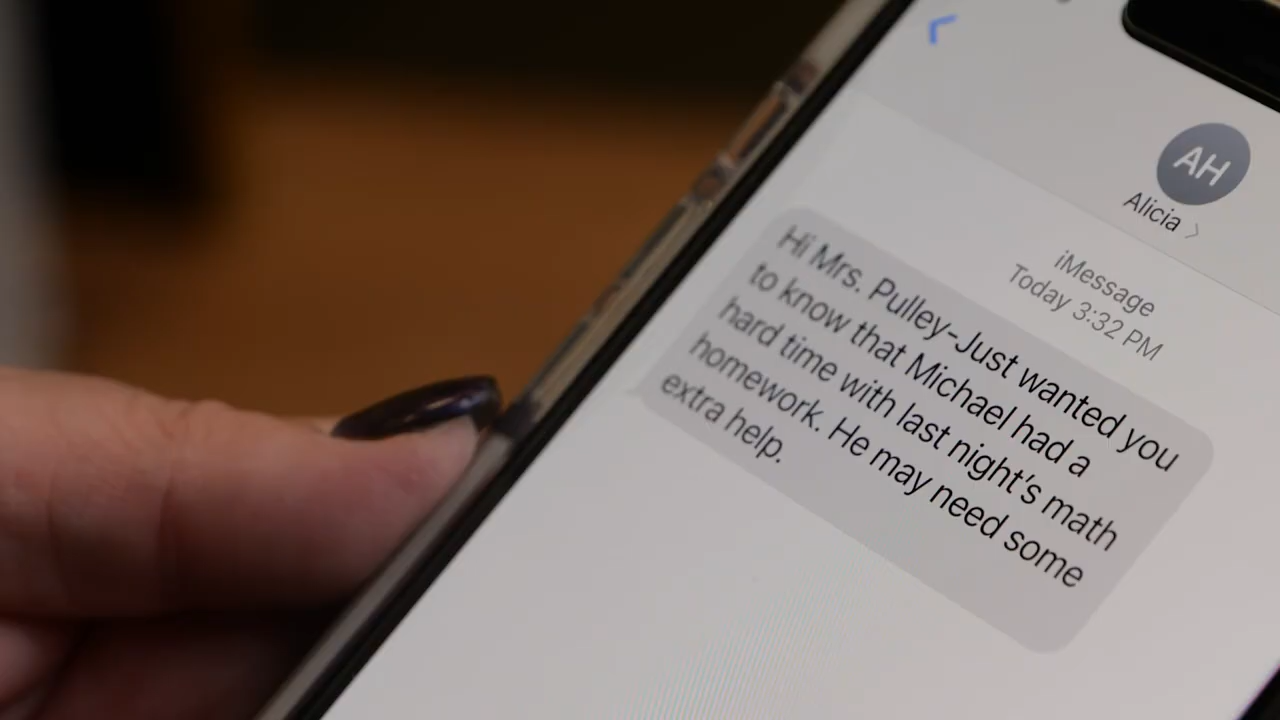 AH
Alicia
iMessage
Today 3:32 PM
Hi Mrs. Pulley-Just wanted you
to know that Michael had a
hard time with last night's math
homework. He may need some
extra help.